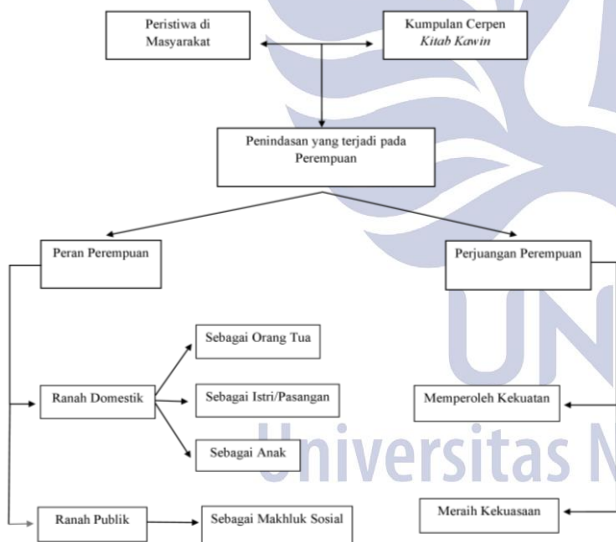 Peristiwa di
Masyarakat
Kumpulan Cerpen
Kitab Kawin
Penindasan yang terjadi pada
Perempuan
Peran Perempuan
Perjuangan Perempuan
UN
Sebagai Orang Tua
Ranah Domestik
Sebagai Istri/Pasangan
Memperoleh Kekuatan
Sebagai Anak
Universitas N
Ranah Publik
Sebagai Makhluk Sosial
Meraih Kekuasaan